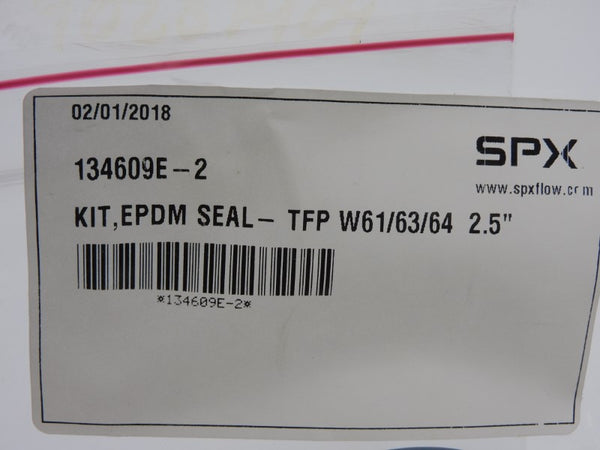 02/01/2018
SPX
134609E-2
www.spxflow.com
KIT,EPDM SEAL- TFP W61/63/64 2.5"
*134609E-2*